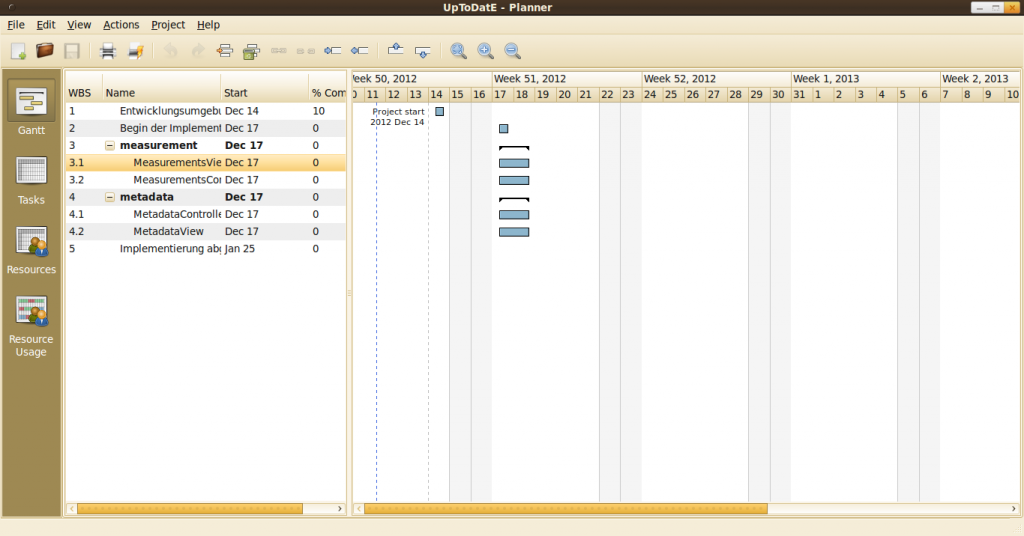 UpToDatE - Planner
File Edit View Actions Project Help
Gantt
Tasks
Resources
Resource
Usage
WBS Name Start % Com
1 Entwicklungsumgebu Dec 14 10
2 Begin der Implement Dec 17 0
3 measurement Dec 17 0
3.1 MeasurementsVie Dec 17 0
3.2 MeasurementsCor Dec 17 0
4 metadata Dec 17 0
4.1 MetadataControlle Dec 17 0
4.2 MetadataView Dec 17 0
5 Implementierung abg Jan 25 0
Week 50, 2012 Week 51, 2012 Week 52, 2012 Week 1, 2013 Week 2, 2013
11 12 13 14 15 16 17 18 19 20 21 22 23 24 25 26 27 28 29 30 31 1 2 3 4 5 6 7 8 9 10
Project start
2012 Dec 14